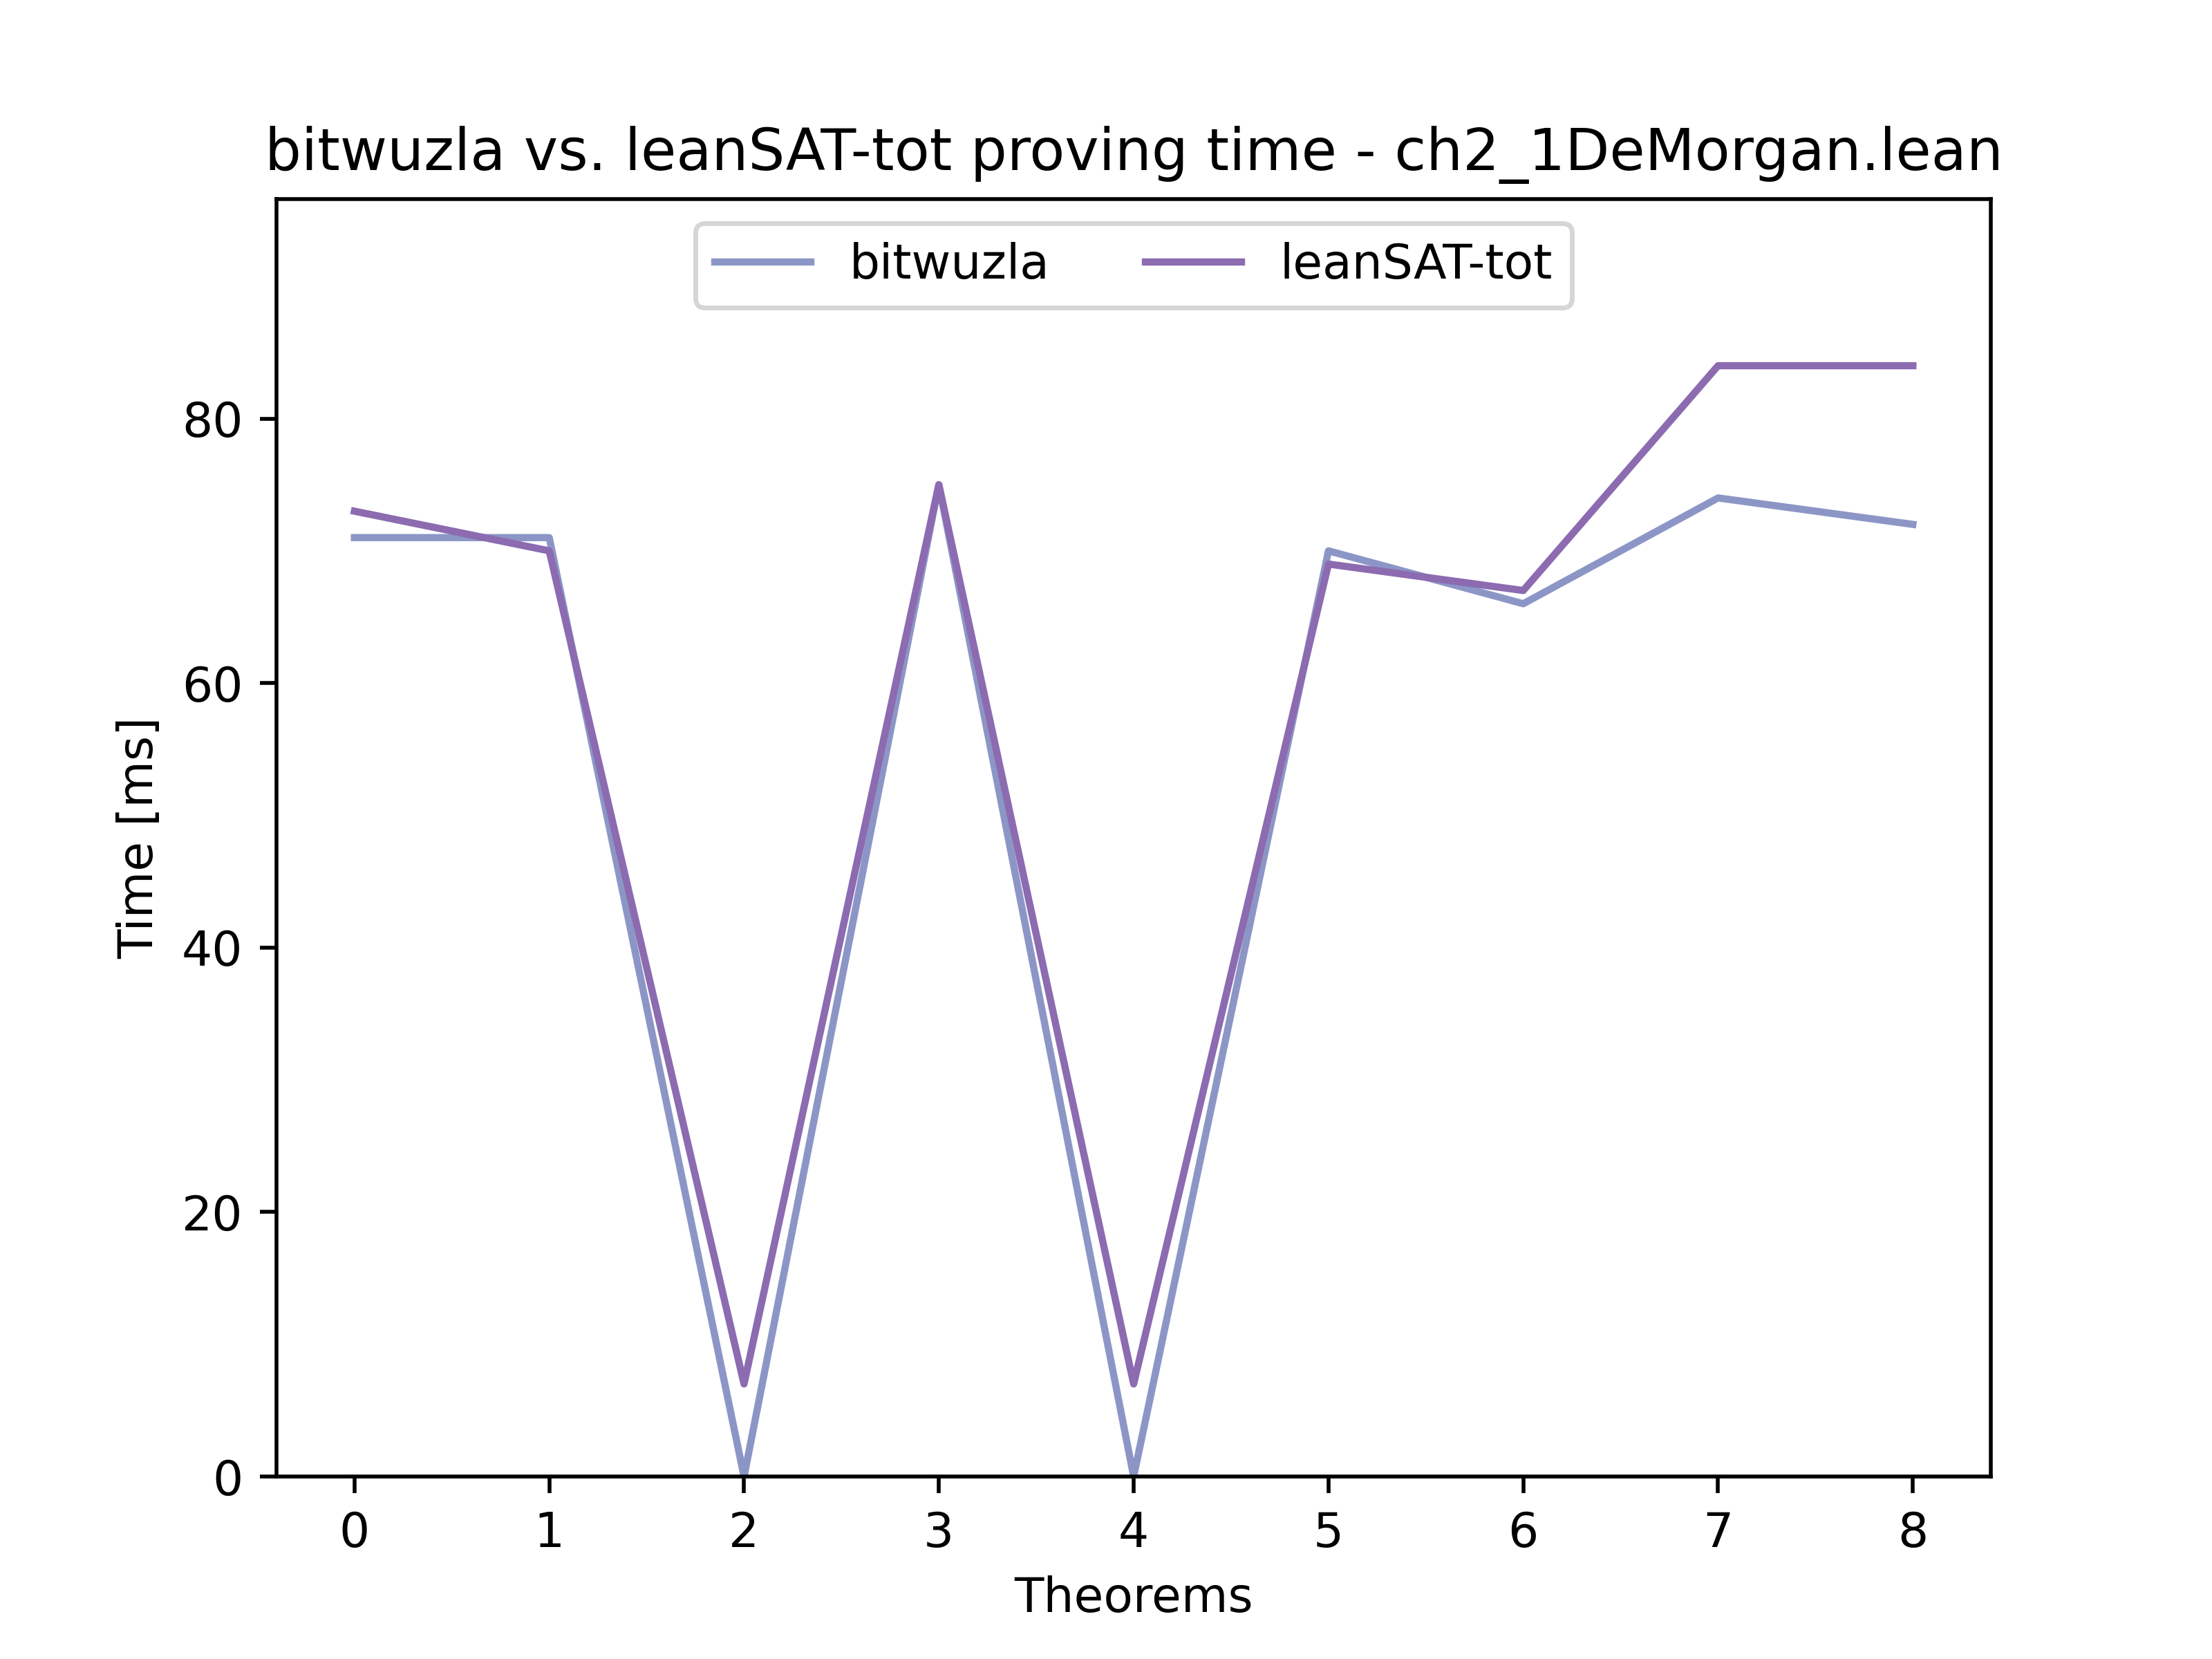 bitwuzla vs. leanSAT-tot proving time - ch2_1DeMorgan.lean
bitwuzla leanSAT-tot
80
60
40
20
0
Time [ms]
0 1 2 3 4 5 6 7 8
Theorems